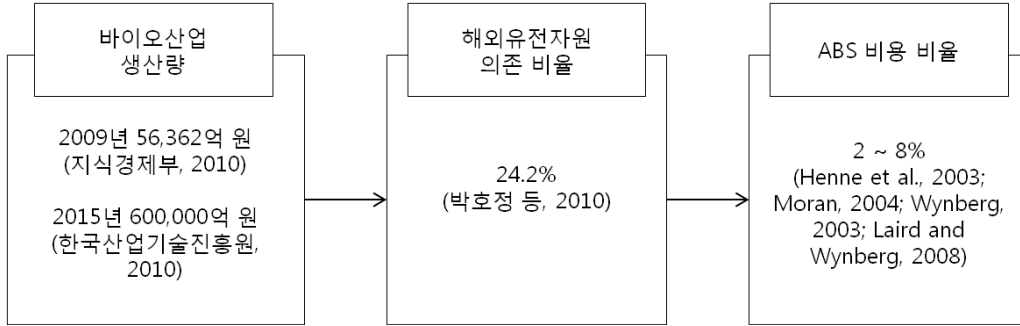 바이오산업
생산량
2009년 56,362억 원
(지식경제부, 2010)
2015년 600,000억 원
(한국산업기술진흥원,
2010)
해외유전자원
의존 비율
24.2%
(박호정 등, 2010)
ABS 비용 비율
2 ~ 8%
(Henne et al., 2003;
Moran, 2004; Wynberg,
2003; Laird and
Wynberg, 2008)